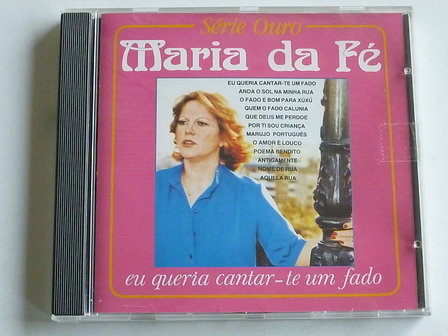 Série Ouro
Maria da Fé
EU QUERIA CANTAR-TE UM FADO
ANDA O SOL NA MINHA RUA
O FADO É BOM PARA XUXÚ
QUEM O FADO CALUNIA
QUE DEUS ME PERDOE
POR TI SOU CRIANÇA
MARUJO PORTUGUÊS
O AMOR É LOUCO
POEMA BENDITO
ANTIGAMENTE
NOME DE RUA
AQUELA RUA
eu queria cantar-te um fado